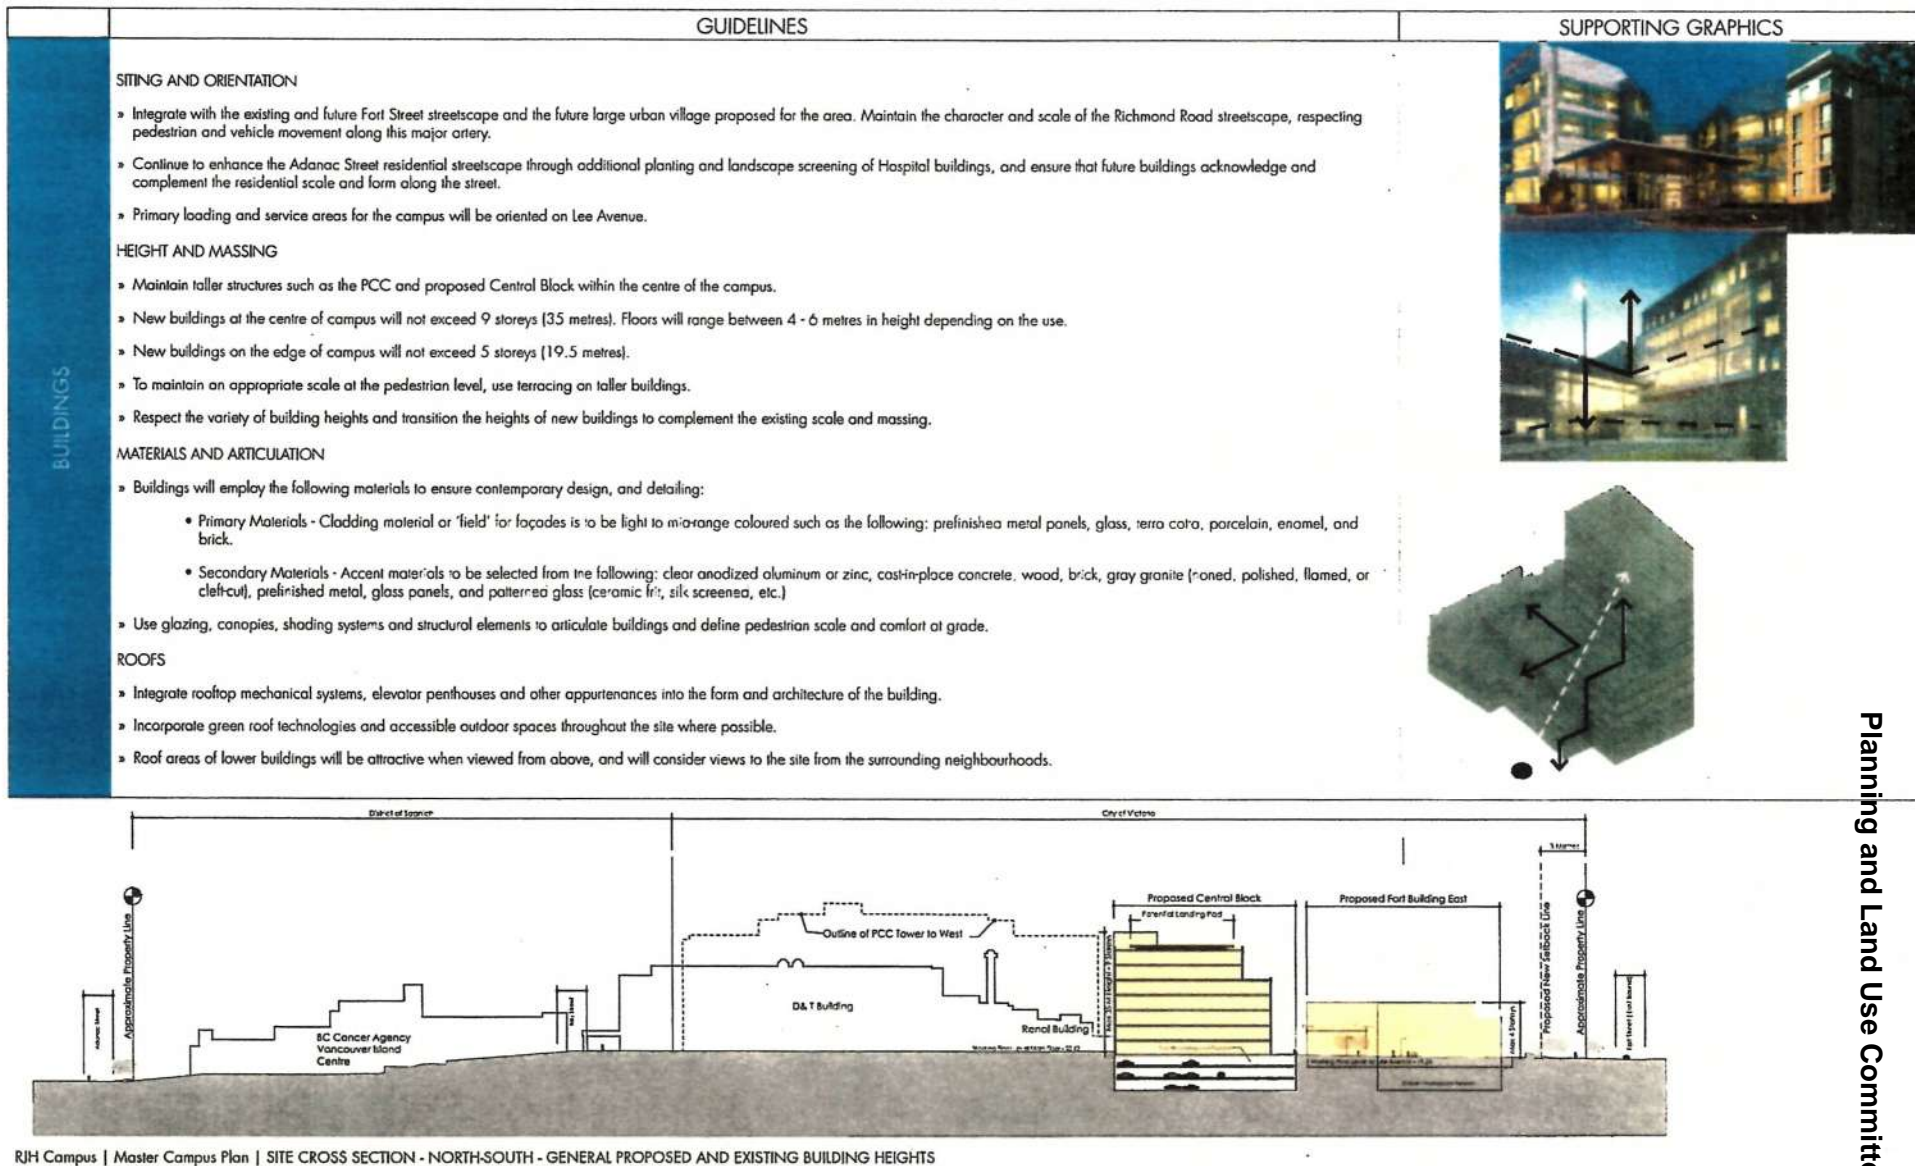 GUIDELINES
SUPPORTING GRAPHICS
BUILDINGS
SITING AND ORIENTATION
» Integrate with the existing and future Fort Street streetscape and the future large urban village proposed for the area. Maintain the character and scale of the Richmond Road streetscape, respecting
pedestrian and vehicle movement along this major artery.
» Continue to enhance the Adanac Street residential streetscape through additional planting and landscape screening of Hospital buildings, and ensure that future buildings acknowledge and
complement the residential scale and form along the street.
» Primary loading and service areas for the campus will be oriented on Lee Avenue.
HEIGHT AND MASSING
» Maintain taller structures such as the PCC and proposed Central Block within the centre of the campus.
» New buildings at the centre of campus will not exceed 9 storeys (35 metres). Floors will range between 4 - 6 metres in height depending on the use.
» New buildings on the edge of campus will not exceed 5 storeys (19.5 metres).
» To maintain an appropriate scale at the pedestrian level, use terracing on taller buildings.
» Respect the variety of building heights and transition the heights of new buildings to complement the existing scale and massing.
MATERIALS AND ARTICULATION
» Buildings will employ the following materials to ensure contemporary design, and detailing:
• Primary Materials - Cladding material or 'field' for façades is to be light to mid-range coloured such as the following: prefinished metal panels, glass, terra cotta, porcelain, enamel, and
brick.
• Secondary Materials - Accent materials to be selected from the following: clear anodized aluminum or zinc, cast-in-place concrete, wood, brick, gray granite (honed, polished, flamed, or
cleft-cut), prefinished metal, glass panels, and patterned glass (ceramic frit, silk screened, etc.)
» Use glazing, canopies, shading systems and structural elements to articulate buildings and define pedestrian scale and comfort at grade.
ROOFS
» Integrate rooftop mechanical systems, elevator penthouses and other appurtenances into the form and architecture of the building.
» Incorporate green roof technologies and accessible outdoor spaces throughout the site where possible.
» Roof areas of lower buildings will be attractive when viewed from above, and will consider views to the site from the surrounding neighbourhoods.
District of Saanich
City of Victoria
Adanac Street
Approximate Property Line
BC Cancer Agency
Vancouver Island
Centre
Bay Street
Outline of PCC Tower to West
D&T Building
Renal Building
Proposed Central Block
Potential Landing Pad
Max 35 M Height - 9 Storeys
Proposed Fort Building East
Max 4 Storeys
Proposed New Setback Line
Approximate Property Line
RJH Campus | Master Campus Plan | SITE CROSS SECTION - NORTH-SOUTH - GENERAL PROPOSED AND EXISTING BUILDING HEIGHTS
Planning and Land Use Committe